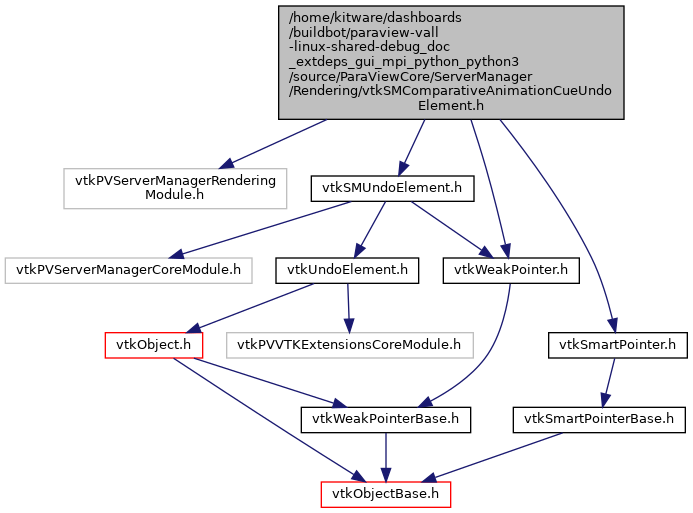 /home/kitware/dashboards
/buildbot/paraview-vall
-linux-shared-debug_doc
_extdeps_gui_mpi_python_python3
/source/ParaViewCore/ServerManager
/Rendering/vtkSMComparativeAnimationCueUndo
Element.h
vtkPVServerManagerRendering
Module.h
vtkSMUndoElement.h
vtkPVServerManagerCoreModule.h
vtkUndoElement.h
vtkWeakPointer.h
vtkObject.h
vtkPVVTKExtensionsCoreModule.h
vtkSmartPointer.h
vtkWeakPointerBase.h
vtkSmartPointerBase.h
vtkObjectBase.h